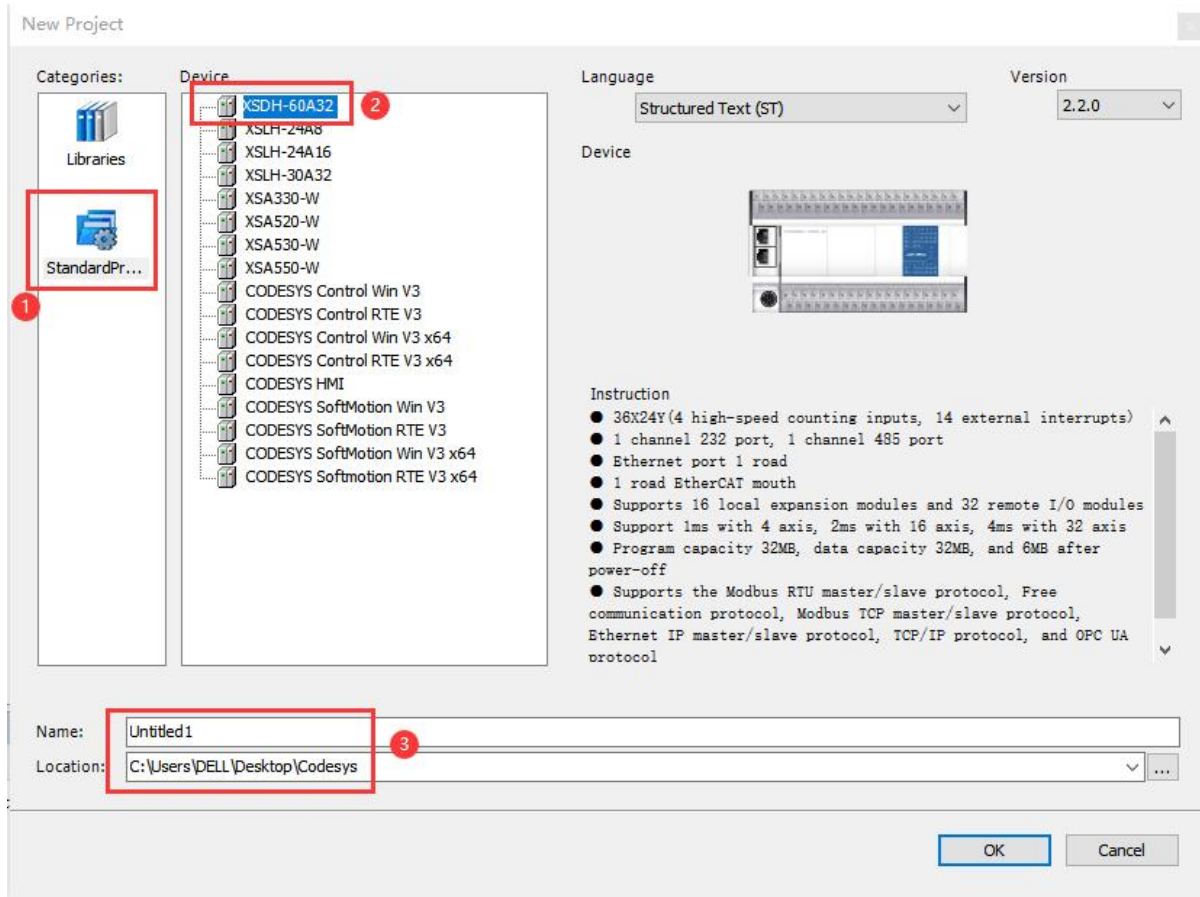 New Project
Categories:
Device
Language
Version
Libraries
1
StandardPr...
XSDH-60A32
2
XSLH-24A8
XSLH-24A16
XSLH-30A32
XSA330-W
XSA520-W
XSA530-W
XSA550-W
CODESYS Control Win V3
CODESYS Control RTE V3
CODESYS Control Win V3 x64
CODESYS Control RTE V3 x64
CODESYS HMI
CODESYS SoftMotion Win V3
CODESYS SoftMotion RTE V3
CODESYS SoftMotion Win V3 x64
CODESYS Softmotion RTE V3 x64
Structured Text (ST)
2.2.0
Device
Instruction
● 36X24Y(4 high-speed counting inputs, 14 external interrupts)
● 1 channel 232 port, 1 channel 485 port
● Ethernet port 1 road
● 1 road EtherCAT mouth
● Supports 16 local expansion modules and 32 remote I/O modules
● Support 1ms with 4 axis, 2ms with 16 axis, 4ms with 32 axis
● Program capacity 32MB, data capacity 32MB, and 6MB after
power-off
● Supports the Modbus RTU master/slave protocol, Free
communication protocol, Modbus TCP master/slave protocol,
Ethernet IP master/slave protocol, TCP/IP protocol, and OPC UA
protocol
Name:
Untitled1
3
Location:
C:\Users\DELL\Desktop\Codesys
...
OK
Cancel